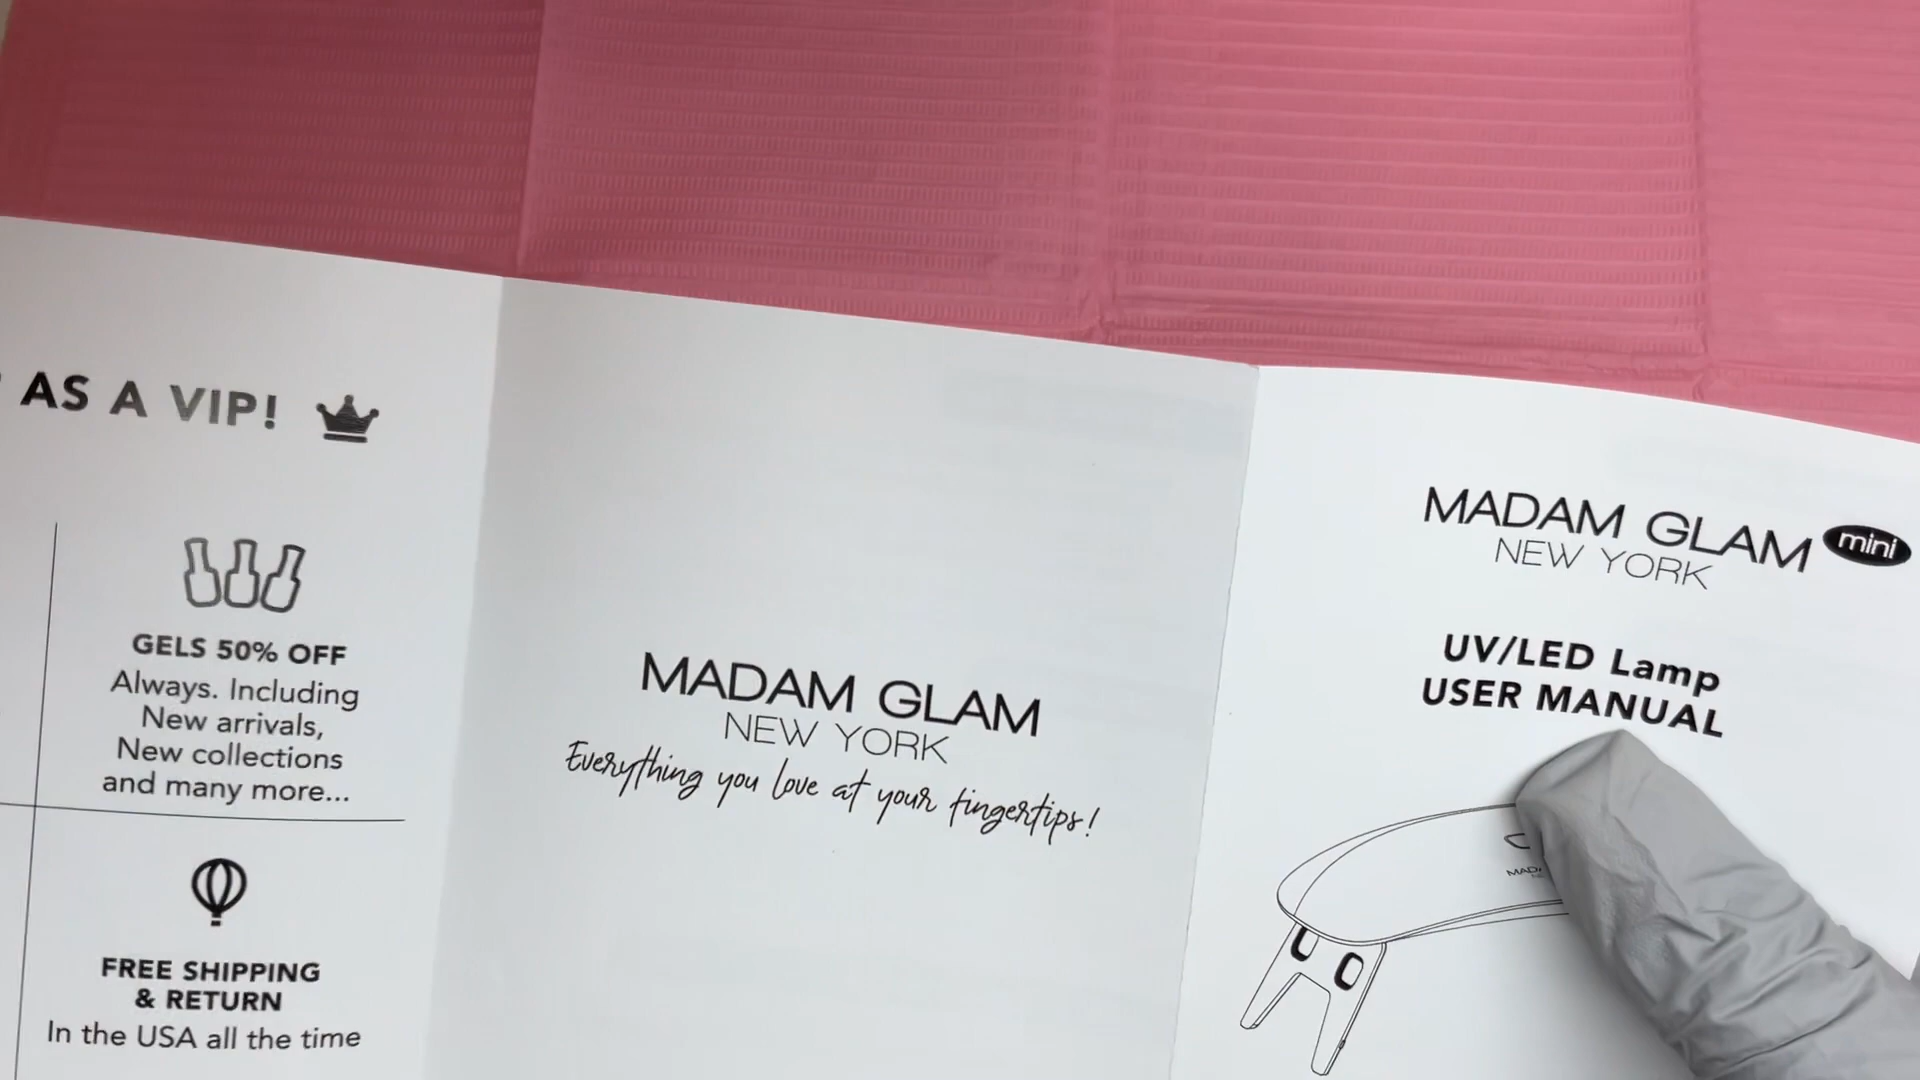 AS A VIP!
GELS 50% OFF
Always. Including
New arrivals,
New collections
and many more...
FREE SHIPPING
& RETURN
In the USA all the time
MADAM GLAM
NEW YORK
Everything you love at your fingertips!
MADAM GLAM mini
NEW YORK
UV/LED Lamp
USER MANUAL